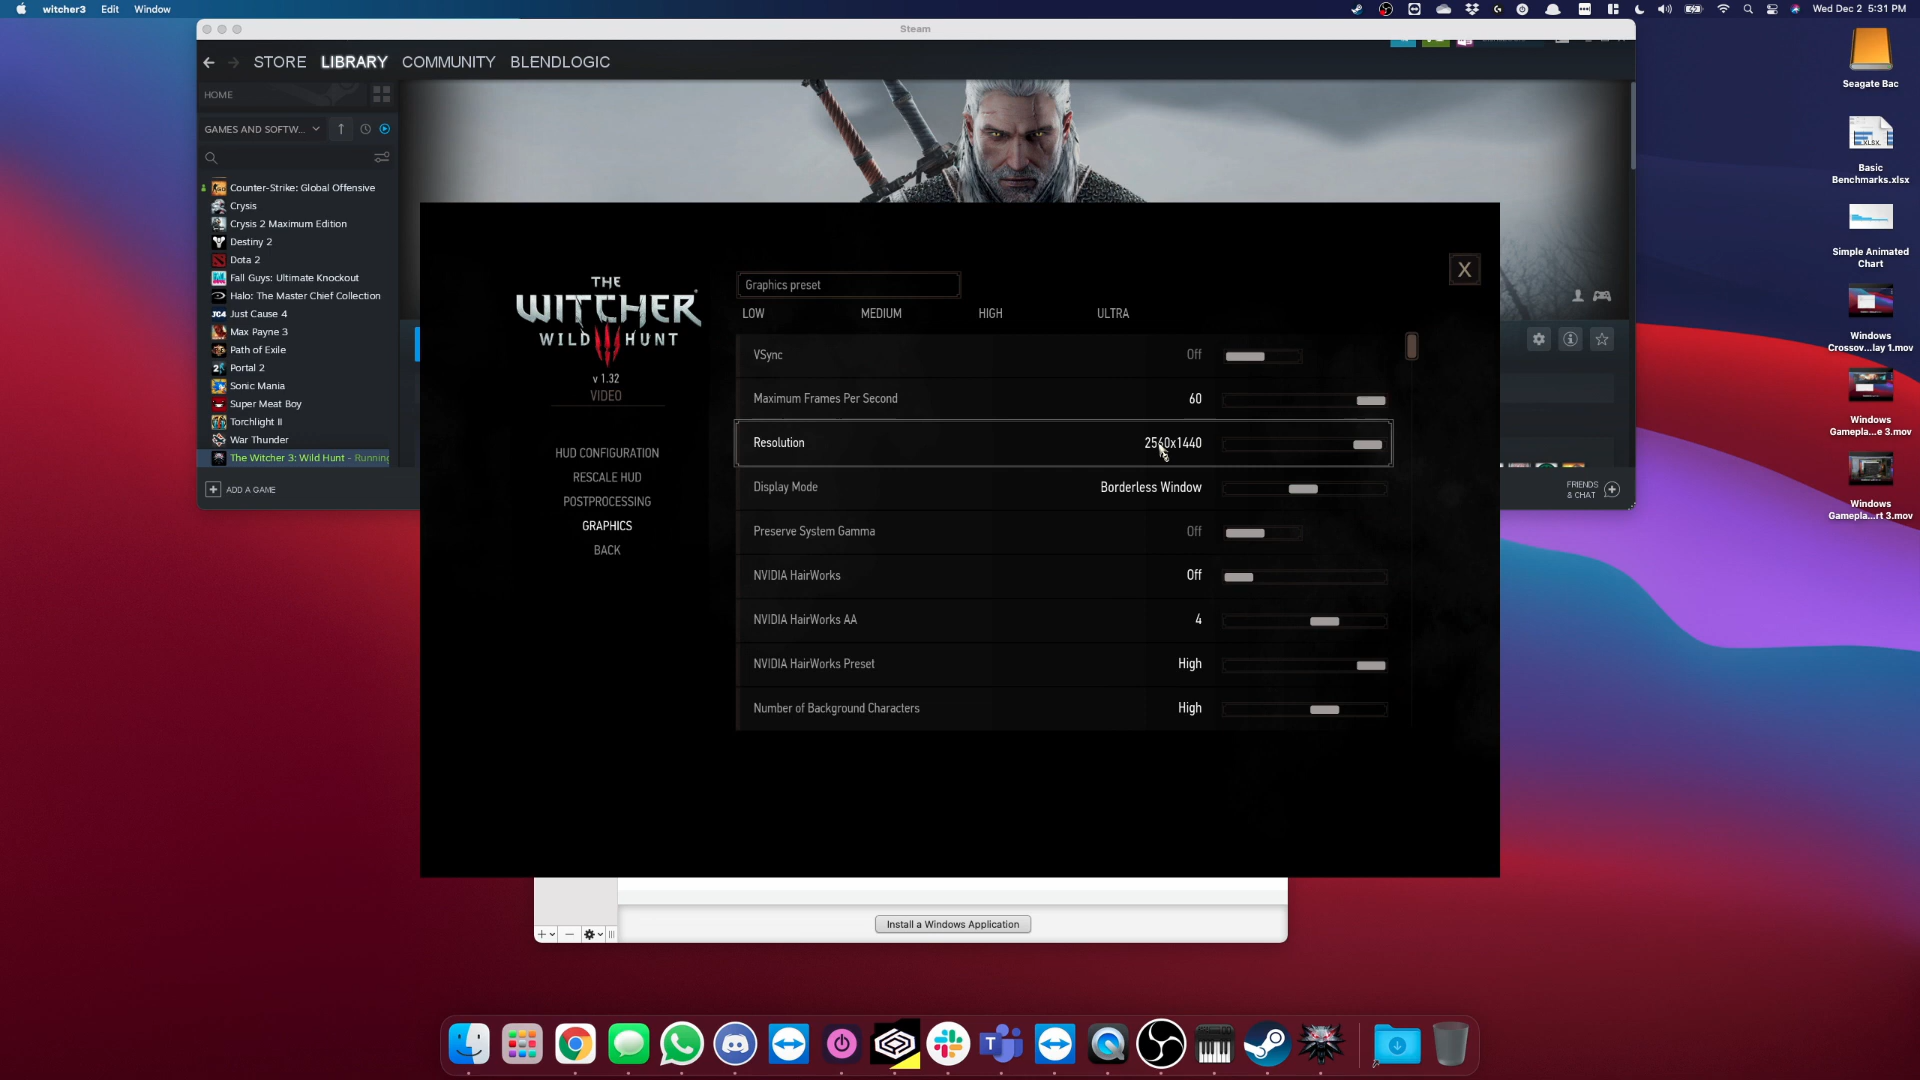 witcher3 Edit Window
Wed Dec 2 5:31 PM
Steam
STORE LIBRARY COMMUNITY BLENDLOGIC
HOME
GAMES AND SOFTW...
Counter-Strike: Global Offensive
Crysis
Crysis 2 Maximum Edition
Destiny 2
Dota 2
Fall Guys: Ultimate Knockout
Halo: The Master Chief Collection
JC4 Just Cause 4
Max Payne 3
Path of Exile
Portal 2
Sonic Mania
Super Meat Boy
Torchlight II
War Thunder
The Witcher 3: Wild Hunt - Running
ADD A GAME
FRIENDS
& CHAT
THE
WITCHER
WILD HUNT
v 1.32
VIDEO
HUD CONFIGURATION
RESCALE HUD
POSTPROCESSING
GRAPHICS
BACK
X
Graphics preset
LOW MEDIUM HIGH ULTRA
VSync Off
Maximum Frames Per Second 60
Resolution 2560x1440
Display Mode Borderless Window
Preserve System Gamma Off
NVIDIA HairWorks Off
NVIDIA HairWorks AA 4
NVIDIA HairWorks Preset High
Number of Background Characters High
Install a Windows Application
Seagate Bac
XLSX
Basic
Benchmarks.xlsx
Simple Animated
Chart
Windows
Crossov...lay 1.mov
Windows
Gamepla...e 3.mov
Windows
Gamepla...rt 3.mov